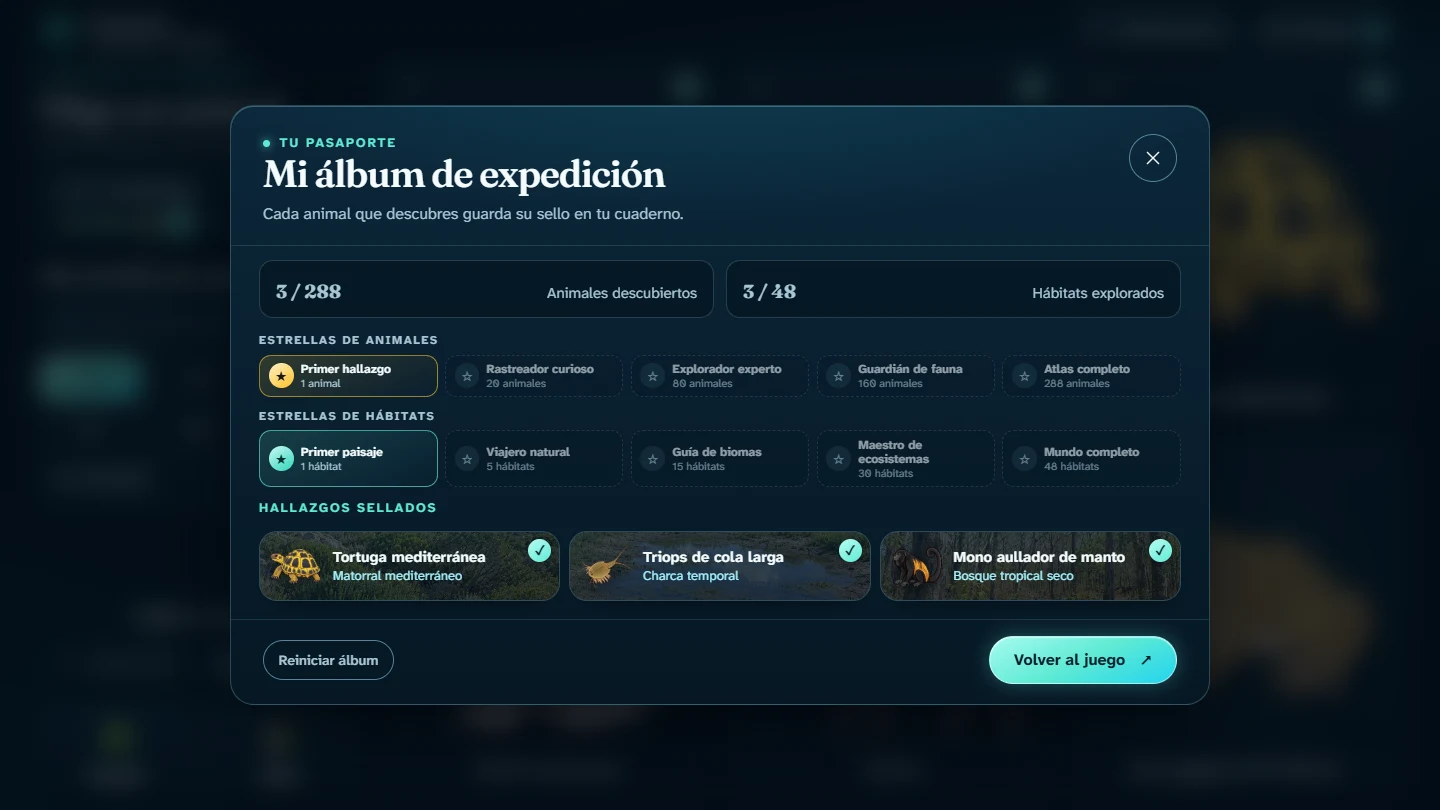 TU PASAPORTE
Mi álbum de expedición
Cada animal que descubres guarda su sello en tu cuaderno.
3 / 288
Animales descubiertos
3 / 48
Hábitats explorados
ESTRELLAS DE ANIMALES
Primer hallazgo
1 animal
Rastreador curioso
20 animales
Explorador experto
80 animales
Guardián de fauna
160 animales
Atlas completo
288 animales
ESTRELLAS DE HÁBITATS
Primer paisaje
1 hábitat
Viajero natural
5 hábitats
Guía de biomas
15 hábitats
Maestro de
ecosistemas
30 hábitats
Mundo completo
48 hábitats
HALLAZGOS SELLADOS
Tortuga mediterránea
Matorral mediterráneo
Triops de cola larga
Charca temporal
Mono aullador de manto
Bosque tropical seco
Reiniciar álbum
Volver al juego ↗